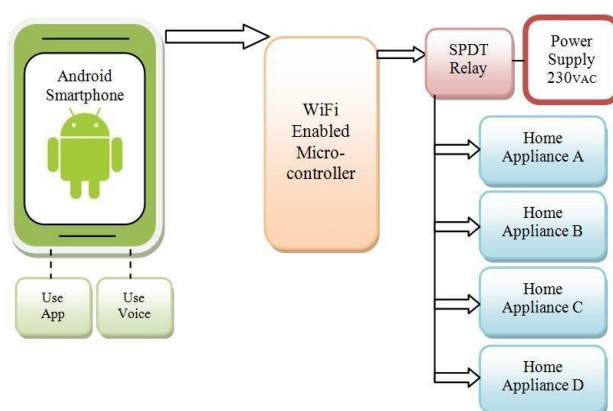 Android
Smartphone
Use
App
Use
Voice
WiFi
Enabled
Micro-
controller
SPDT
Relay
Power
Supply
230VAC
Home
Appliance A
Home
Appliance B
Home
Appliance C
Home
Appliance D